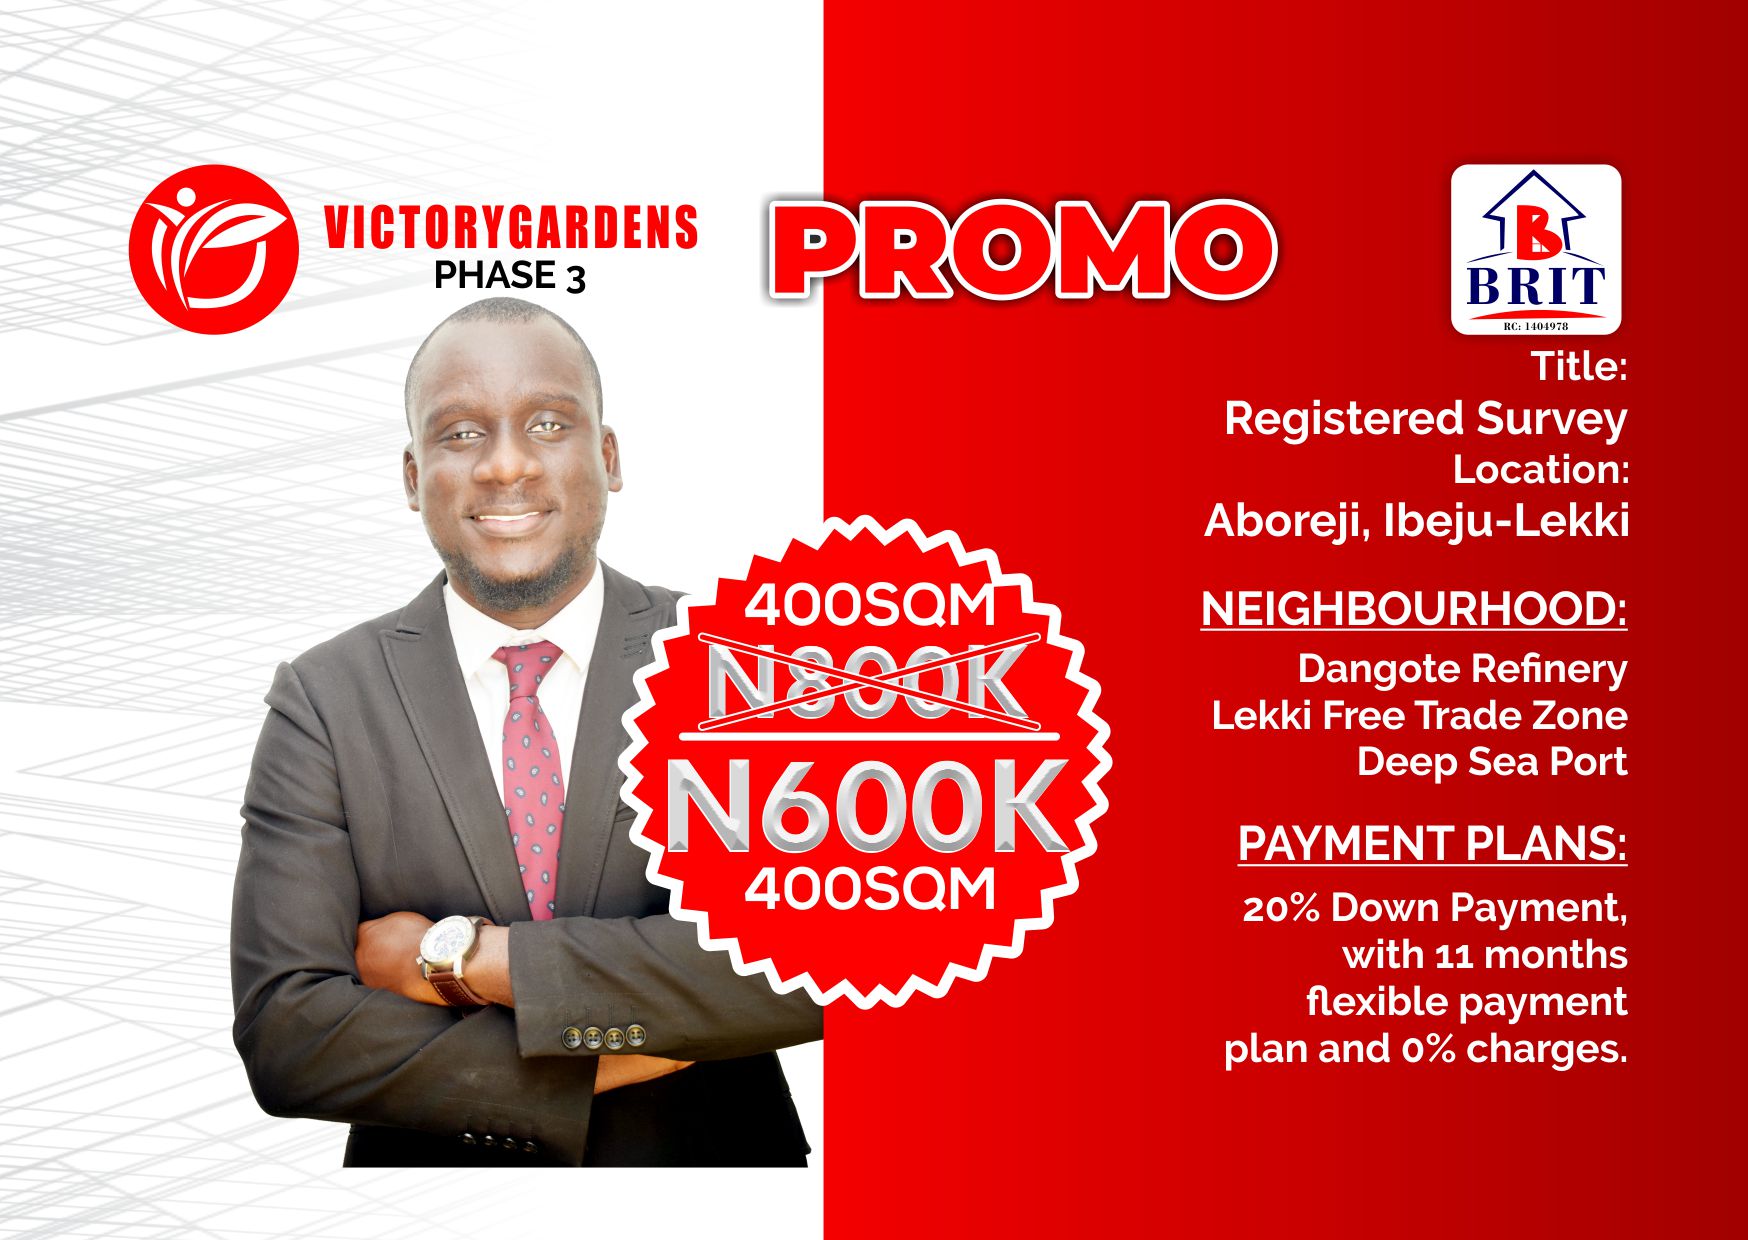 VICTORYGARDENS
PHASE 3
PROMO
B
BRIT
RC: 1404978
Title:
Registered Survey
Location:
Aboreji, Ibeju-Lekki
NEIGHBOURHOOD:
Dangote Refinery
Lekki Free Trade Zone
Deep Sea Port
PAYMENT PLANS:
20% Down Payment,
with 11 months
flexible payment
plan and 0% charges.
400SQM
N800K
N600K
400SQM